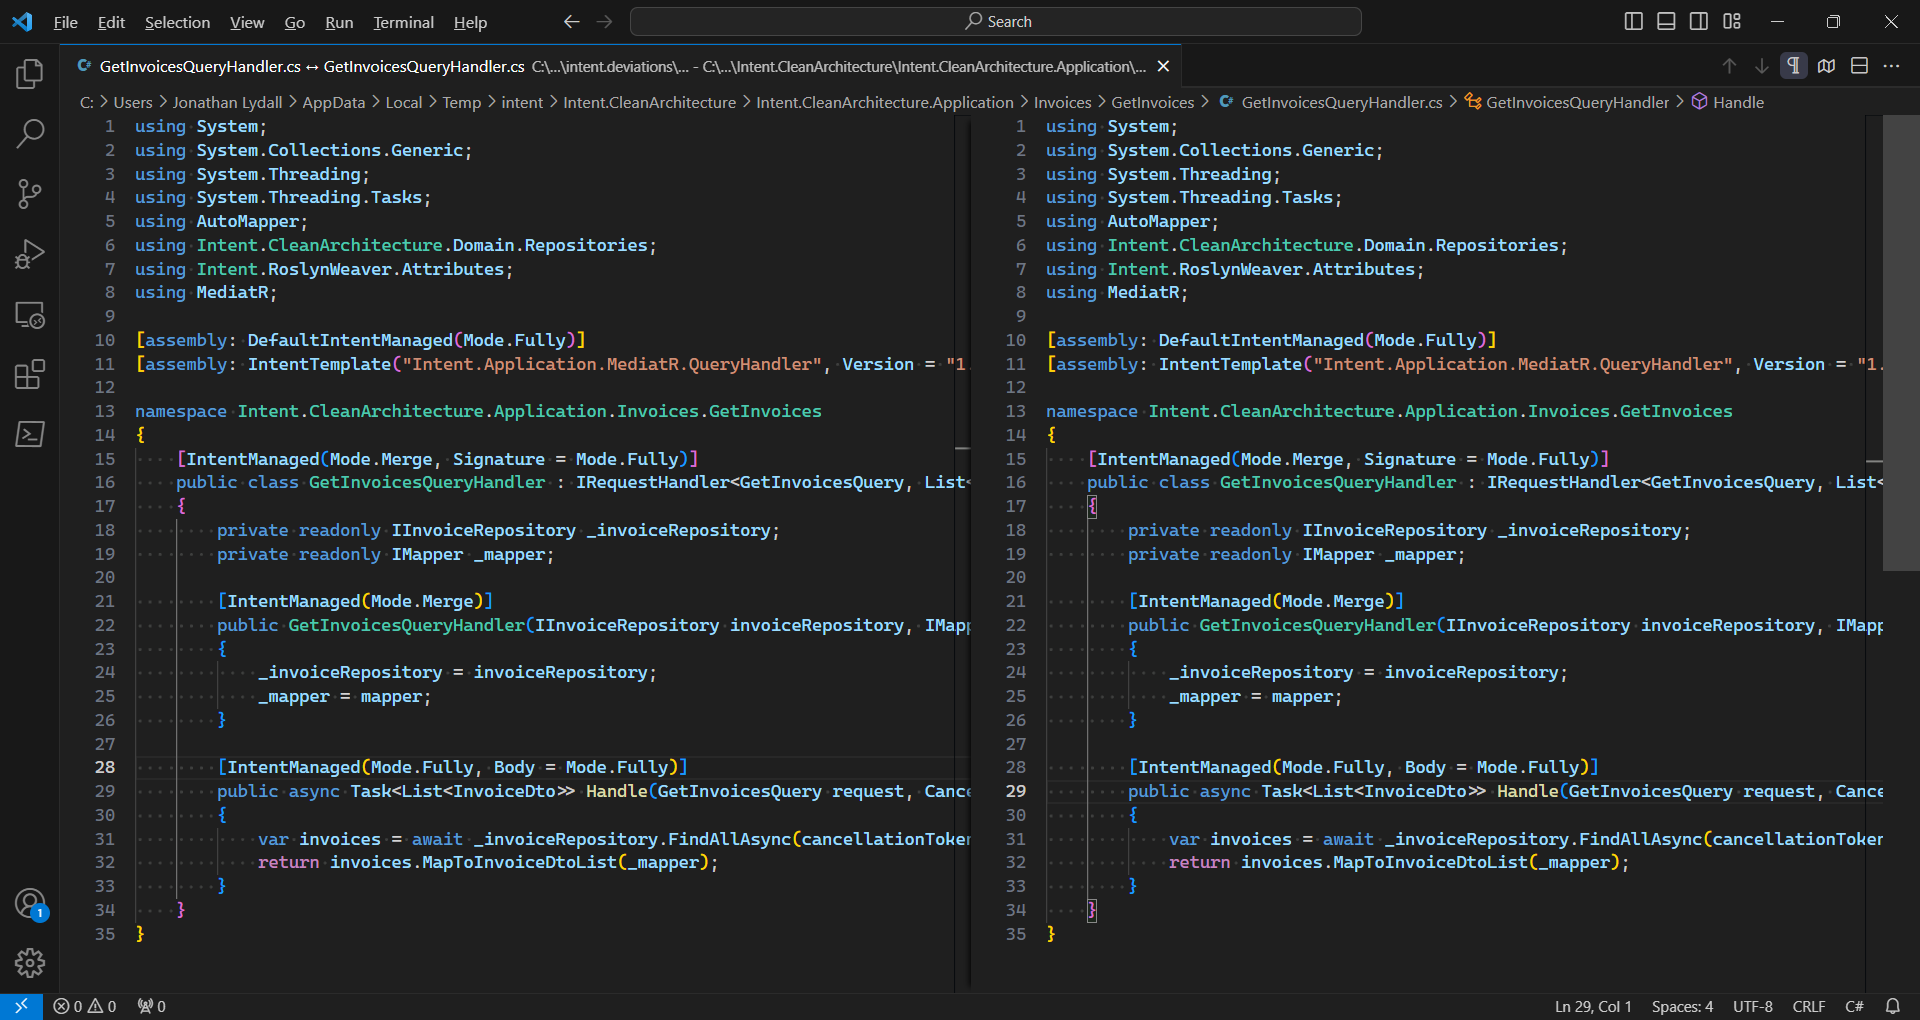 File Edit Selection View Go Run Terminal Help Search
GetInvoicesQueryHandler.cs ↔ GetInvoicesQueryHandler.cs C:\...\intent.deviations\... - C:\...\Intent.CleanArchitecture\Intent.CleanArchitecture.Application\...
C: > Users > Jonathan Lydall > AppData > Local > Temp > intent > Intent.CleanArchitecture > Intent.CleanArchitecture.Application > Invoices > GetInvoices > GetInvoicesQueryHandler.cs > GetInvoicesQueryHandler > Handle
1 using System;
2 using System.Collections.Generic;
3 using System.Threading;
4 using System.Threading.Tasks;
5 using AutoMapper;
6 using Intent.CleanArchitecture.Domain.Repositories;
7 using Intent.RoslynWeaver.Attributes;
8 using MediatR;
9
10 [assembly: DefaultIntentManaged(Mode.Fully)]
11 [assembly: IntentTemplate("Intent.Application.MediatR.QueryHandler", Version = "1.
12
13 namespace Intent.CleanArchitecture.Application.Invoices.GetInvoices
14 {
15 [IntentManaged(Mode.Merge, Signature = Mode.Fully)]
16 public class GetInvoicesQueryHandler : IRequestHandler<GetInvoicesQuery, List<
17 {
18 private readonly IInvoiceRepository _invoiceRepository;
19 private readonly IMapper _mapper;
20
21 [IntentManaged(Mode.Merge)]
22 public GetInvoicesQueryHandler(IInvoiceRepository invoiceRepository, IMapp
23 {
24 _invoiceRepository = invoiceRepository;
25 _mapper = mapper;
26 }
27
28 [IntentManaged(Mode.Fully, Body = Mode.Fully)]
29 public async Task<List<InvoiceDto>> Handle(GetInvoicesQuery request, Cance
30 {
31 var invoices = await _invoiceRepository.FindAllAsync(cancellationToken
32 return invoices.MapToInvoiceDtoList(_mapper);
33 }
34 }
35 }
1 using System;
2 using System.Collections.Generic;
3 using System.Threading;
4 using System.Threading.Tasks;
5 using AutoMapper;
6 using Intent.CleanArchitecture.Domain.Repositories;
7 using Intent.RoslynWeaver.Attributes;
8 using MediatR;
9
10 [assembly: DefaultIntentManaged(Mode.Fully)]
11 [assembly: IntentTemplate("Intent.Application.MediatR.QueryHandler", Version = "1.
12
13 namespace Intent.CleanArchitecture.Application.Invoices.GetInvoices
14 {
15 [IntentManaged(Mode.Merge, Signature = Mode.Fully)]
16 public class GetInvoicesQueryHandler : IRequestHandler<GetInvoicesQuery, List<
17 {
18 private readonly IInvoiceRepository _invoiceRepository;
19 private readonly IMapper _mapper;
20
21 [IntentManaged(Mode.Merge)]
22 public GetInvoicesQueryHandler(IInvoiceRepository invoiceRepository, IMapp
23 {
24 _invoiceRepository = invoiceRepository;
25 _mapper = mapper;
26 }
27
28 [IntentManaged(Mode.Fully, Body = Mode.Fully)]
29 public async Task<List<InvoiceDto>> Handle(GetInvoicesQuery request, Cance
30 {
31 var invoices = await _invoiceRepository.FindAllAsync(cancellationToken
32 return invoices.MapToInvoiceDtoList(_mapper);
33 }
34 }
35 }
1
0 0 0 Ln 29, Col 1 Spaces: 4 UTF-8 CRLF C#